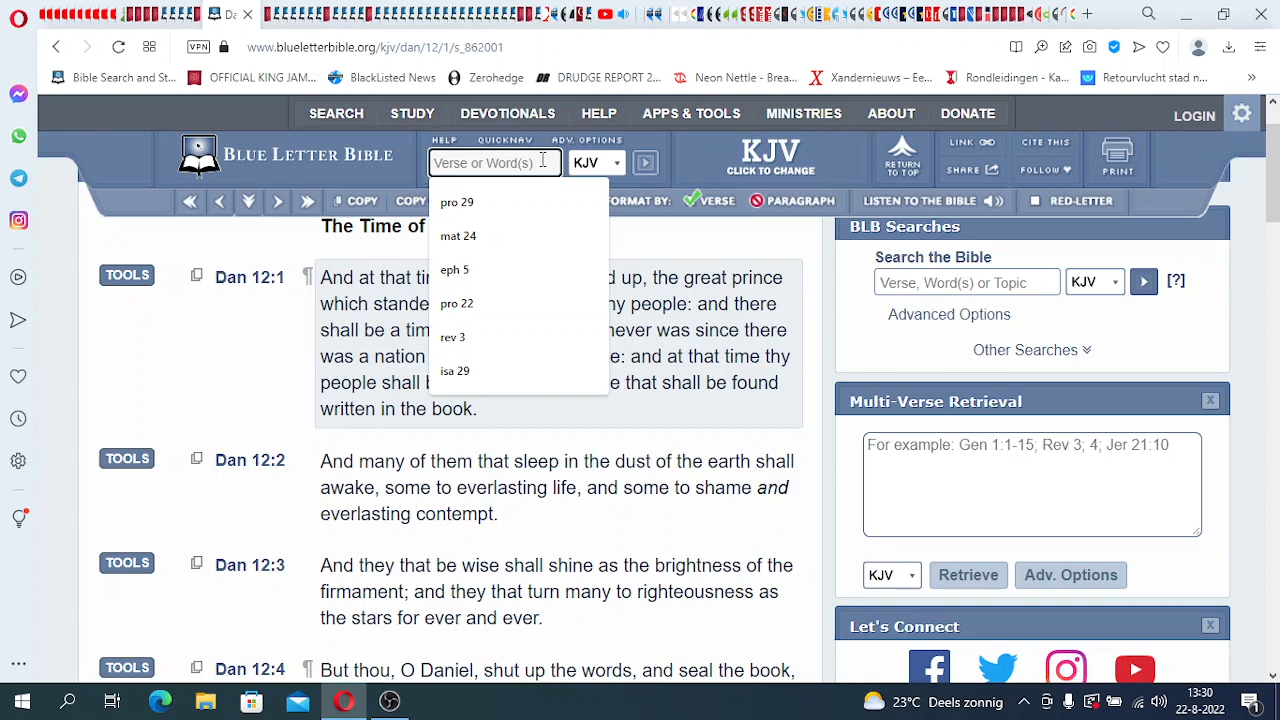 Da
VPN
www.blueletterbible.org/kjv/dan/12/1/s_862001
Bible Search and St...
OFFICIAL KING JAM...
BlackListed News
Zerohedge
DRUDGE REPORT 2...
Neon Nettle - Brea...
Xandernieuws – Ee...
Rondleidingen - Ka...
Retourvlucht stad n...
SEARCH
STUDY
DEVOTIONALS
HELP
APPS & TOOLS
MINISTRIES
ABOUT
DONATE
LOGIN
BLUE LETTER BIBLE
HELP
QUICKNAV
ADV. OPTIONS
Verse or Word(s)
KJV
KJV
CLICK TO CHANGE
RETURN
TO TOP
LINK
SHARE
CITE THIS
FOLLOW
PRINT
COPY
COPY
FORMAT BY:
VERSE
PARAGRAPH
LISTEN TO THE BIBLE
RED-LETTER
pro 29
mat 24
eph 5
pro 22
rev 3
isa 29
The Time of
TOOLS
Dan 12:1
¶ And at that ti d up, the great prince
which stande hy people: and there
shall be a tim never was since there
was a nation e: and at that time thy
people shall b e that shall be found
written in the book.
TOOLS
Dan 12:2
And many of them that sleep in the dust of the earth shall
awake, some to everlasting life, and some to shame and
everlasting contempt.
TOOLS
Dan 12:3
And they that be wise shall shine as the brightness of the
firmament; and they that turn many to righteousness as
the stars for ever and ever.
TOOLS
Dan 12:4
¶ But thou, O Daniel, shut up the words, and seal the book,
BLB Searches
Search the Bible
Verse, Word(s) or Topic
KJV
[?]
Advanced Options
Other Searches
Multi-Verse Retrieval
X
For example: Gen 1:1-15; Rev 3; 4; Jer 21:10
KJV
Retrieve
Adv. Options
Let's Connect
X
23°C Deels zonnig
13:30
22-8-2022
1